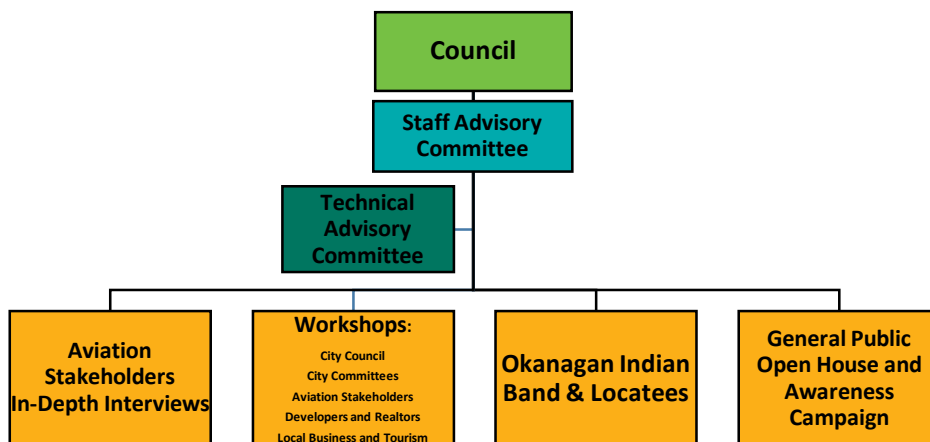 Council
Staff Advisory
Committee
Technical
Advisory
Committee
Aviation
Stakeholders
In-Depth Interviews
Workshops:
City Council
City Committees
Aviation Stakeholders
Developers and Realtors
Local Business and Tourism
Okanagan Indian
Band & Locatees
General Public
Open House and
Awareness
Campaign